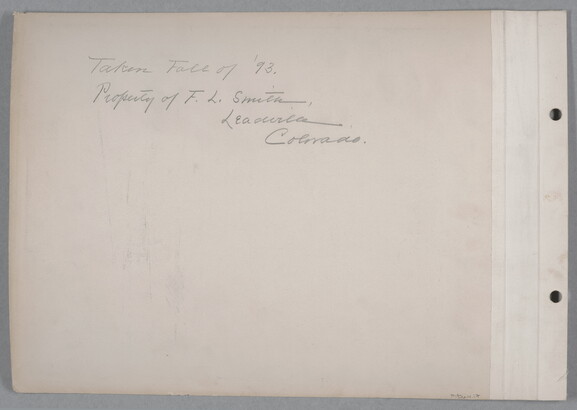 Taken Fall of '93.
Property of F. L. Smith,
Leadville
Colorado.